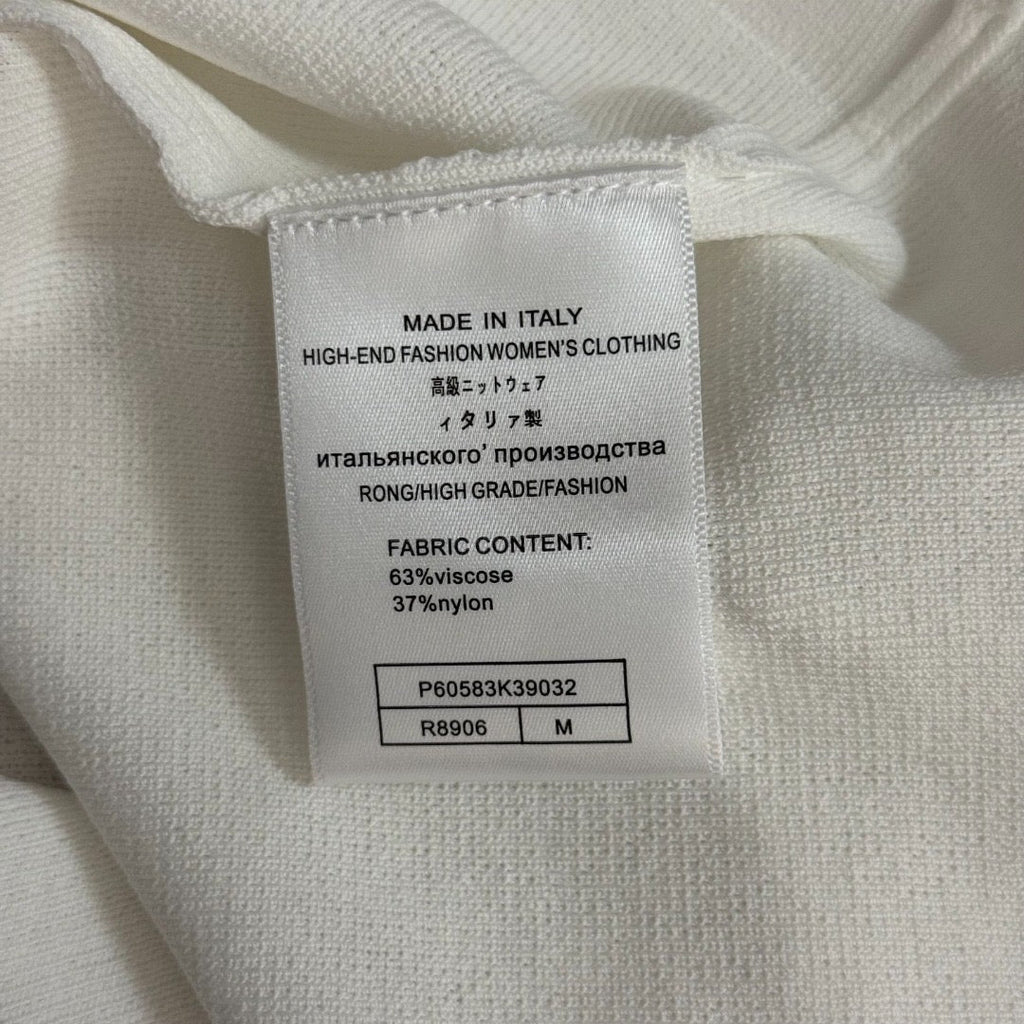 MADE IN ITALY
HIGH-END FASHION WOMEN'S CLOTHING
高級ニットウェア
ィタリァ製
итальянского' производства
RONG/HIGH GRADE/FASHION
FABRIC CONTENT:
63%viscose
37%nylon
P60583K39032
R8906 M